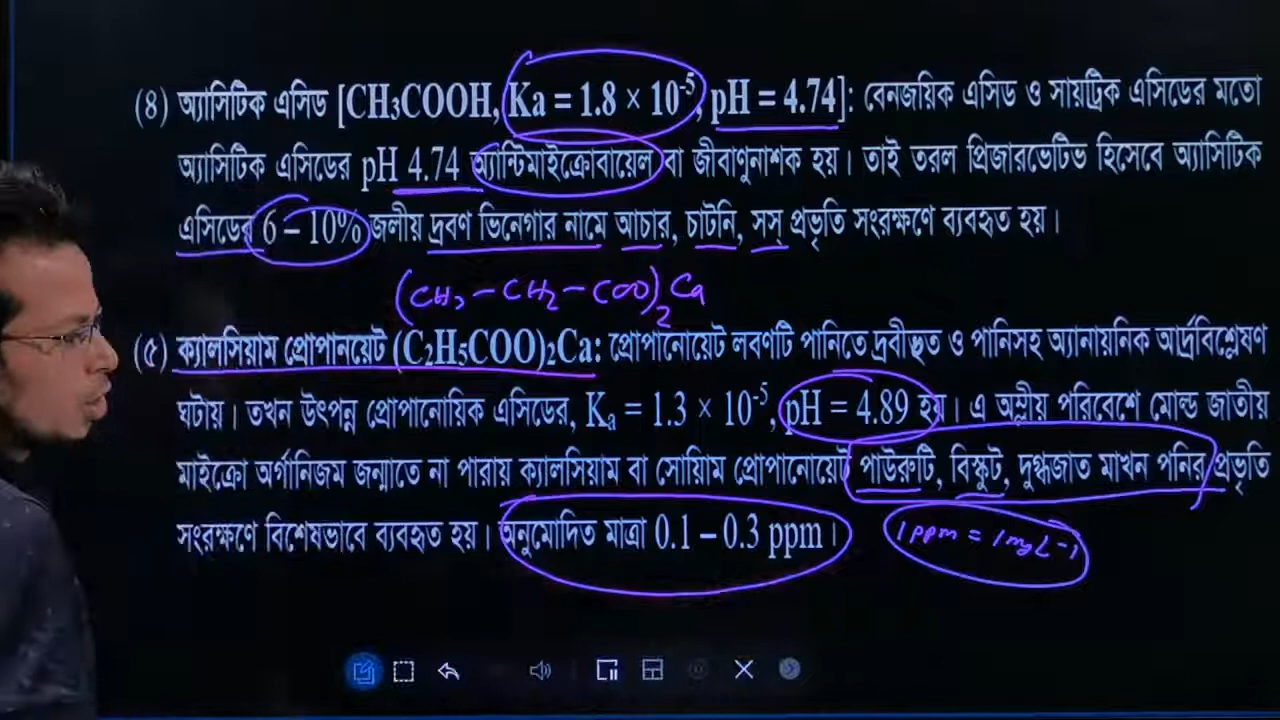 (৪) অ্যাসিটিক এসিড [CH₃COOH, Ka = 1.8 × 10⁻⁵, pH = 4.74]: বেনজয়িক এসিড ও সায়ট্রিক এসিডের মতো
অ্যাসিটিক এসিডের pH 4.74 অ্যান্টিমাইক্রোবায়েল বা জীবাণুনাশক হয়। তাই তরল প্রিজারভেটিভ হিসেবে অ্যাসিটিক
এসিডের 6 – 10% জলীয় দ্রবণ ভিনেগার নামে আচার, চাটনি, সস্ প্রভৃতি সংরক্ষণে ব্যবহৃত হয়।
(CH₃ – CH₂ – COO)₂ Ca
(৫) ক্যালসিয়াম প্রোপানয়েট (C₂H₅COO)₂Ca: প্রোপানোয়েট লবণটি পানিতে দ্রবীভূত ও পানিসহ অ্যানায়নিক আর্দ্রবিশ্লেষণ
ঘটায়। তখন উৎপন্ন প্রোপানোয়িক এসিডের, Kₐ = 1.3 × 10⁻⁵, pH = 4.89 হয়। এ অম্লীয় পরিবেশে মোল্ড জাতীয়
মাইক্রো অর্গানিজম জন্মাতে না পারায় ক্যালসিয়াম বা সোয়িাম প্রোপানোয়েট পাউরুটি, বিস্কুট, দুগ্ধজাত মাখন পনির প্রভৃতি
সংরক্ষণে বিশেষভাবে ব্যবহৃত হয়। অনুমোদিত মাত্রা 0.1 – 0.3 ppm।
1 ppm = 1 mg L⁻¹